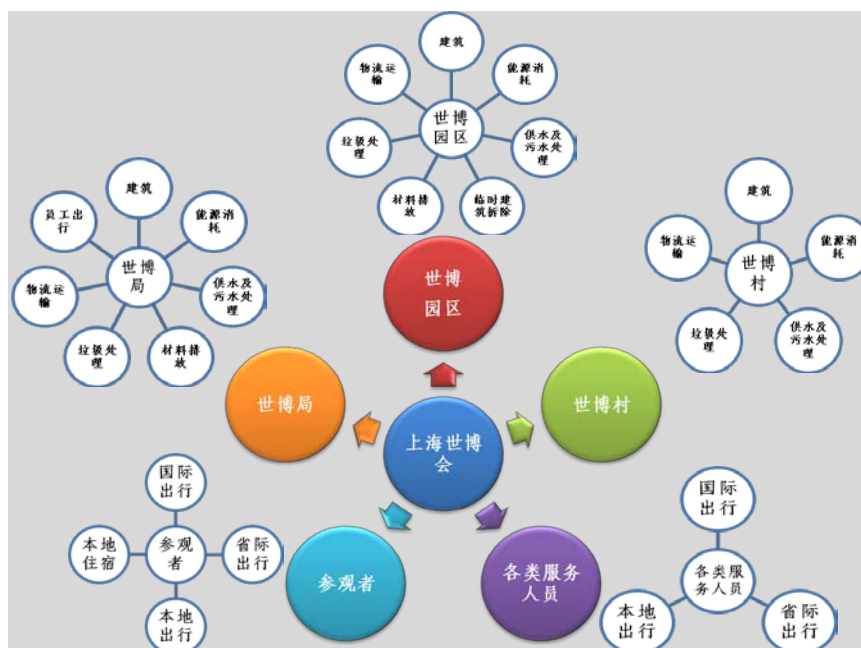 建筑
物流运
输
能源消
耗
世博
园区
垃圾处
理
供水及
污水处
理
材料排
放
临时建
筑拆除
建筑
员工出
行
能源消
耗
世博
局
物流运
输
供水及
污水处
理
垃圾处
理
材料排
放
建筑
物流运
输
能源消
耗
世博
村
垃圾处
理
供水及
污水处
理
世博
园区
世博局
世博村
上海世博
会
参观者
各类服务
人员
国际
出行
本地
住宿
参观
者
省际
出行
本地
出行
国际
出行
各类服
务人员
本地
出行
省际
出行